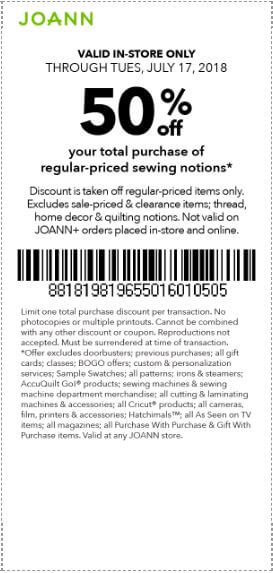 JOANN
VALID IN-STORE ONLY
THROUGH TUES, JULY 17, 2018
50% off
your total purchase of
regular-priced sewing notions*
Discount is taken off regular-priced items only.
Excludes sale-priced & clearance items; thread,
home decor & quilting notions. Not valid on
JOANN+ orders placed in-store and online.
88181981965501601 0505
Limit one total purchase discount per transaction. No
photocopies or multiple printouts. Cannot be combined
with any other discount or coupon. Reproductions not
accepted. Must be surrendered at time of transaction.
*Offer excludes doorbusters; previous purchases; all gift
cards; classes; BOGO offers; custom & personalization
services; Sample Swatches; all patterns; irons & steamers;
AccuQuilt Go!® products; sewing machines & sewing
machine department merchandise; all cutting & laminating
machines & accessories; all Cricut® products; all cameras,
film, printers & accessories; Hatchimals™; all As Seen on TV
items; all magazines; all Purchase With Purchase & Gift With
Purchase items. Valid at any JOANN store.